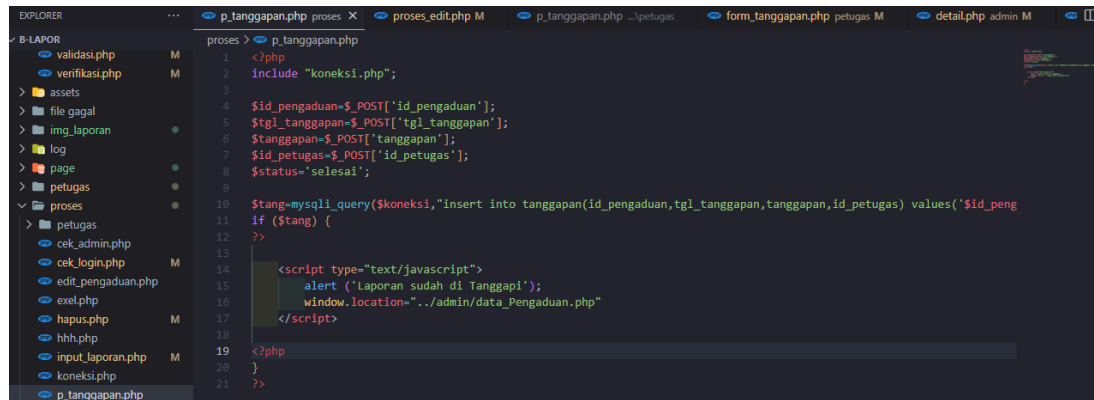 EXPLORER ...
p_tanggapan.php proses X proses_edit.php M p_tanggapan.php ...\petugas form_tanggapan.php petugas M detail.php admin M
B-LAPOR
proses > p_tanggapan.php
validasi.php M
verifikasi.php M
> assets
> file gagal
> img_laporan
> log
> page
> petugas
proses
> petugas
cek_admin.php
cek_login.php M
edit_pengaduan.php
exel.php
hapus.php M
hhh.php
input_laporan.php M
koneksi.php
p_tanggapan.php
1 <?php
2 include "koneksi.php";
3
4 $id_pengaduan=$_POST['id_pengaduan'];
5 $tgl_tanggapan=$_POST['tgl_tanggapan'];
6 $tanggapan=$_POST['tanggapan'];
7 $id_petugas=$_POST['id_petugas'];
8 $status='selesai';
9
10 $tang=mysqli_query($koneksi,"insert into tanggapan(id_pengaduan,tgl_tanggapan,tanggapan,id_petugas) values('$id_peng
11 if ($tang) {
12 ?>
13
14 <script type="text/javascript">
15 alert ('Laporan sudah di Tanggapi');
16 window.location="../admin/data_Pengaduan.php"
17 </script>
18
19 <?php
20 }
21 ?>